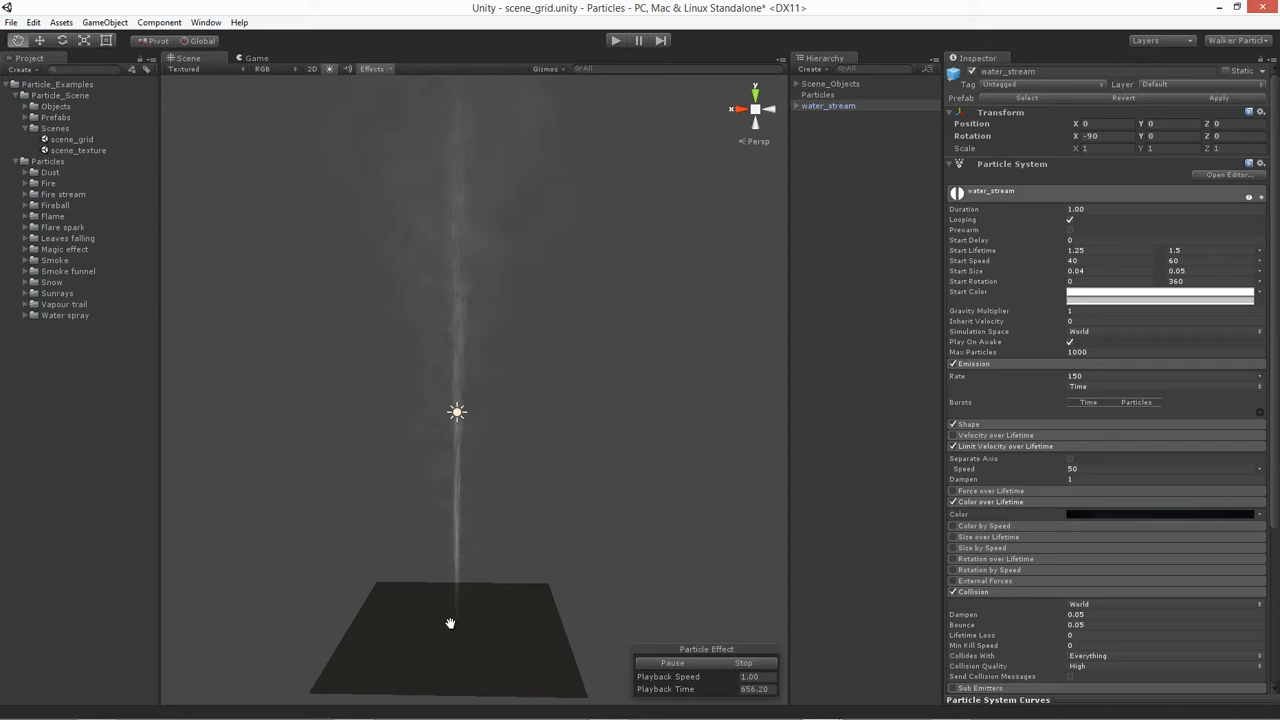 Unity - scene_grid.unity - Particles - PC, Mac & Linux Standalone* <DX11>
File Edit Assets GameObject Component Window Help
Pivot Global Layers Walker Particl
Project
Create
Particle_Examples
Particle_Scene
Objects
Prefabs
Scenes
scene_grid
scene_texture
Particles
Dust
Fire
Fire stream
Fireball
Flame
Flare spark
Leaves falling
Magic effect
Smoke
Smoke funnel
Snow
Sunrays
Vapour trail
Water spray
Scene Game
Textured RGB 2D Effects Gizmos All
y
x
Persp
Particle Effect
Pause Stop
Playback Speed 1.00
Playback Time 656.20
Hierarchy
Create All
Scene_Objects
Particles
water_stream
Inspector
water_stream Static
Tag Untagged Layer Default
Prefab Select Revert Apply
Transform
Position X 0 Y 0 Z 0
Rotation X -90 Y 0 Z 0
Scale X 1 Y 1 Z 1
Particle System
Open Editor...
water_stream
Duration 1.00
Looping
Prewarm
Start Delay 0
Start Lifetime 1.25 1.5
Start Speed 40 60
Start Size 0.04 0.05
Start Rotation 0 360
Start Color
Gravity Multiplier 1
Inherit Velocity 0
Simulation Space World
Play On Awake
Max Particles 1000
Emission
Rate 150
Time
Bursts Time Particles
Shape
Velocity over Lifetime
Limit Velocity over Lifetime
Separate Axis
Speed 50
Dampen 1
Force over Lifetime
Color over Lifetime
Color
Color by Speed
Size over Lifetime
Size by Speed
Rotation over Lifetime
Rotation by Speed
External Forces
Collision
World
Dampen 0.05
Bounce 0.05
Lifetime Loss 0
Min Kill Speed 0
Collides With Everything
Collision Quality High
Send Collision Messages
Sub Emitters
Particle System Curves